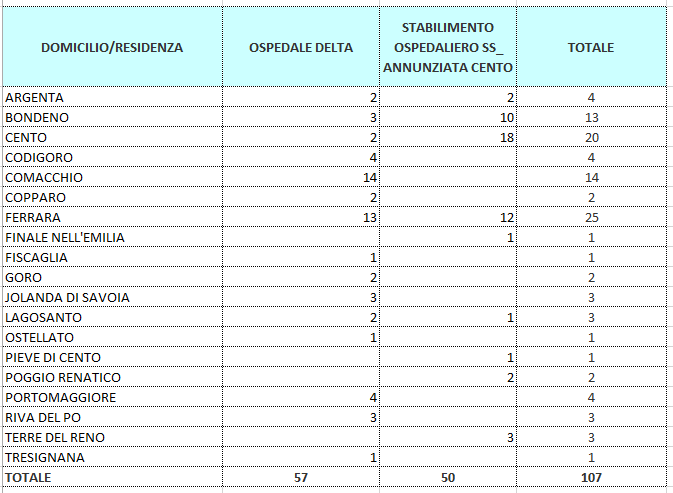 DOMICILIO/RESIDENZA OSPEDALE DELTA STABILIMENTO OSPEDALIERO SS_ ANNUNZIATA CENTO TOTALE
ARGENTA 2 2 4
BONDENO 3 10 13
CENTO 2 18 20
CODIGORO 4 4
COMACCHIO 14 14
COPPARO 2 2
FERRARA 13 12 25
FINALE NELL'EMILIA 1 1
FISCAGLIA 1 1
GORO 2 2
JOLANDA DI SAVOIA 3 3
LAGOSANTO 2 1 3
OSTELLATO 1 1
PIEVE DI CENTO 1 1
POGGIO RENATICO 2 2
PORTOMAGGIORE 4 4
RIVA DEL PO 3 3
TERRE DEL RENO 3 3
TRESIGNANA 1 1
TOTALE 57 50 107